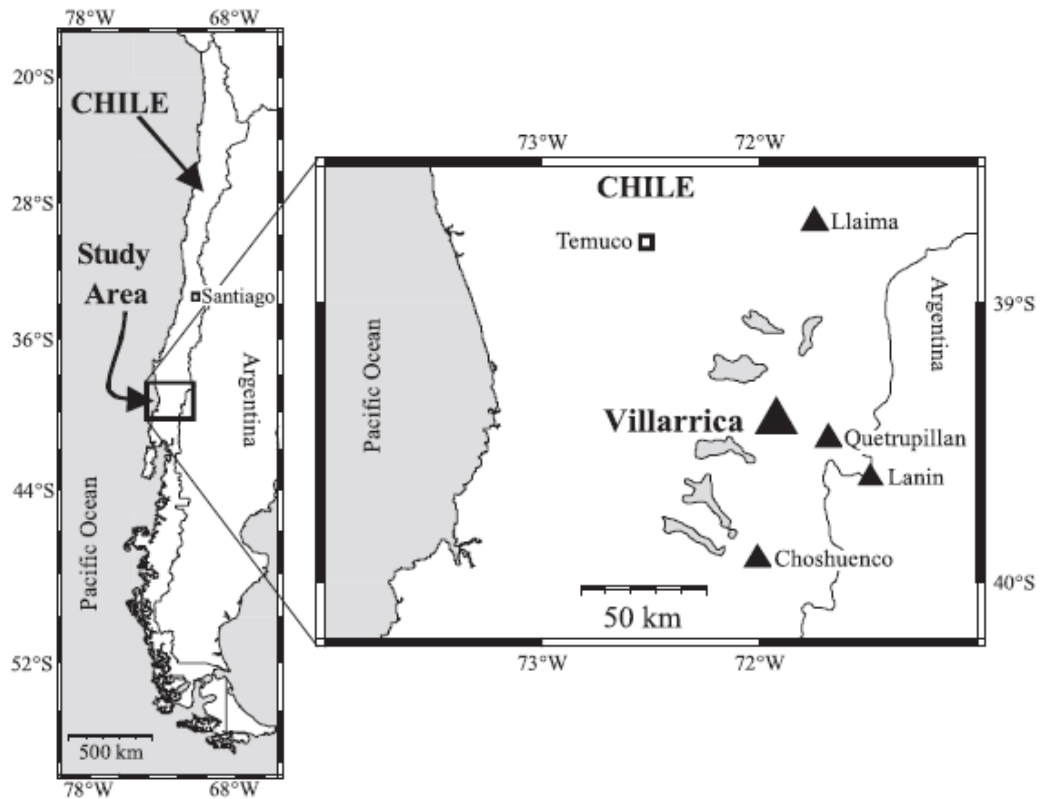 78°W
68°W
20°S
CHILE
28°S
Study
Area
Santiago
36°S
Argentina
44°S
Pacific Ocean
52°S
500 km
78°W
68°W
73°W
72°W
CHILE
Llaima
Temuco
Argentina
39°S
Pacific Ocean
Villarrica
Quetrupillan
Lanin
Choshuenco
40°S
50 km
73°W
72°W